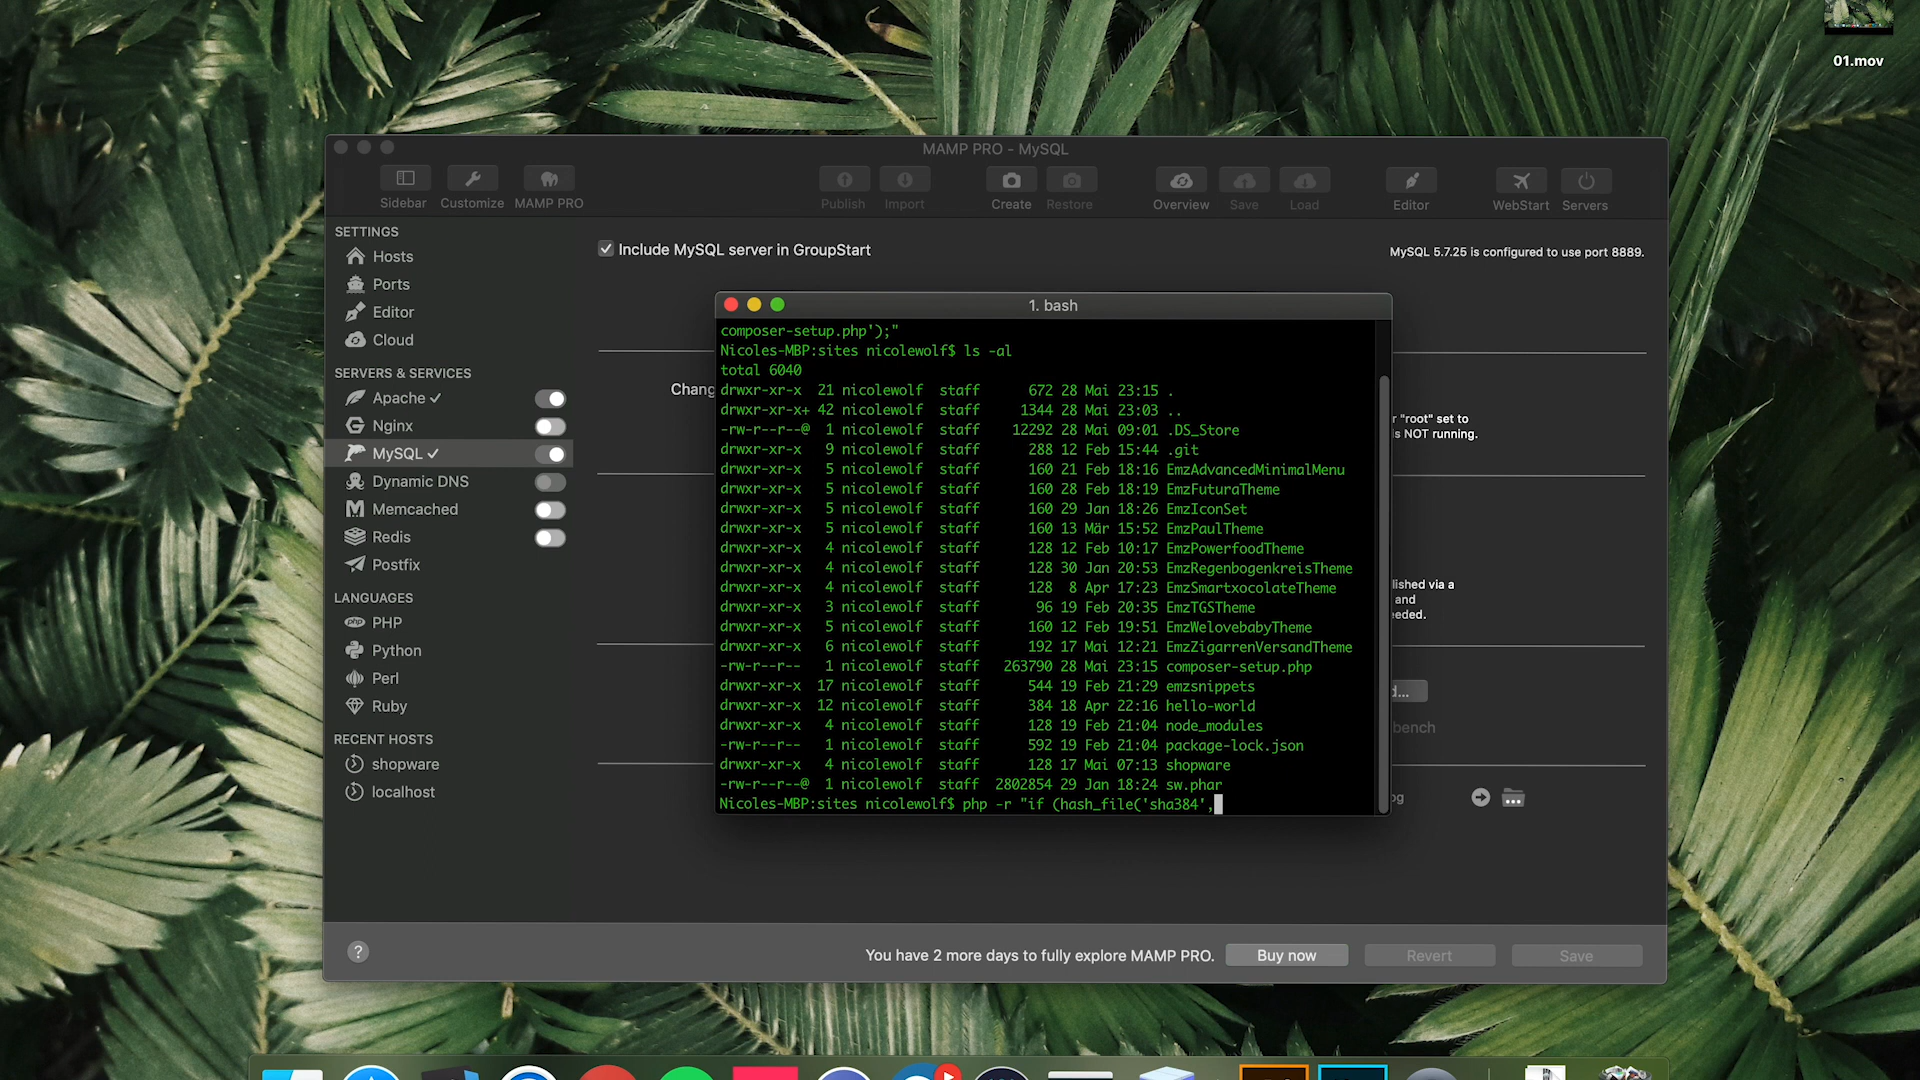 01.mov
MAMP PRO - MySQL
Sidebar Customize MAMP PRO Publish Import Create Restore Overview Save Load Editor WebStart Servers
SETTINGS
Hosts
Ports
Editor
Cloud
SERVERS & SERVICES
Apache ✓
Nginx
MySQL ✓
Dynamic DNS
Memcached
Redis
Postfix
LANGUAGES
php PHP
Python
Perl
Ruby
RECENT HOSTS
shopware
localhost
Include MySQL server in GroupStart
MySQL 5.7.25 is configured to use port 8889.
Chang
"root" set to
is NOT running.
lished via a
and
eded.
d...
bench
og
1. bash
composer-setup.php');"
Nicoles-MBP:sites nicolewolf$ ls -al
total 6040
drwxr-xr-x 21 nicolewolf staff 672 28 Mai 23:15 .
drwxr-xr-x+ 42 nicolewolf staff 1344 28 Mai 23:03 ..
-rw-r--r--@ 1 nicolewolf staff 12292 28 Mai 09:01 .DS_Store
drwxr-xr-x 9 nicolewolf staff 288 12 Feb 15:44 .git
drwxr-xr-x 5 nicolewolf staff 160 21 Feb 18:16 EmzAdvancedMinimalMenu
drwxr-xr-x 5 nicolewolf staff 160 28 Feb 18:19 EmzFuturaTheme
drwxr-xr-x 5 nicolewolf staff 160 29 Jan 18:26 EmzIconSet
drwxr-xr-x 5 nicolewolf staff 160 13 Mär 15:52 EmzPaulTheme
drwxr-xr-x 4 nicolewolf staff 128 12 Feb 10:17 EmzPowerfoodTheme
drwxr-xr-x 4 nicolewolf staff 128 30 Jan 20:53 EmzRegenbogenkreisTheme
drwxr-xr-x 4 nicolewolf staff 128 8 Apr 17:23 EmzSmartxocolateTheme
drwxr-xr-x 3 nicolewolf staff 96 19 Feb 20:35 EmzTGSTheme
drwxr-xr-x 5 nicolewolf staff 160 12 Feb 19:51 EmzWelovebabyTheme
drwxr-xr-x 6 nicolewolf staff 192 17 Mai 12:21 EmzZigarrenVersandTheme
-rw-r--r-- 1 nicolewolf staff 263790 28 Mai 23:15 composer-setup.php
drwxr-xr-x 17 nicolewolf staff 544 19 Feb 21:29 emzsnippets
drwxr-xr-x 12 nicolewolf staff 384 18 Apr 22:16 hello-world
drwxr-xr-x 4 nicolewolf staff 128 19 Feb 21:04 node_modules
-rw-r--r-- 1 nicolewolf staff 592 19 Feb 21:04 package-lock.json
drwxr-xr-x 4 nicolewolf staff 128 17 Mai 07:13 shopware
-rw-r--r--@ 1 nicolewolf staff 2802854 29 Jan 18:24 sw.phar
Nicoles-MBP:sites nicolewolf$ php -r "if (hash_file('sha384',
? You have 2 more days to fully explore MAMP PRO. Buy now Revert Save